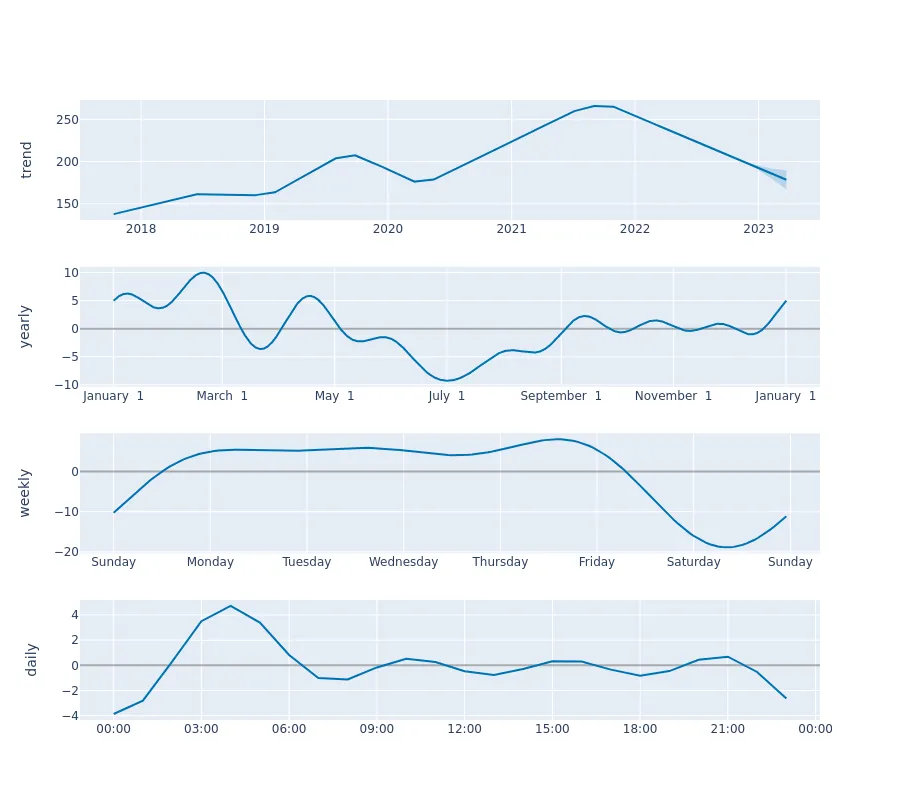 trend
250
200
150
2018 2019 2020 2021 2022 2023
yearly
10
5
0
−5
−10
January 1 March 1 May 1 July 1 September 1 November 1 January 1
weekly
0
−10
−20
Sunday Monday Tuesday Wednesday Thursday Friday Saturday Sunday
daily
4
2
0
−2
−4
00:00 03:00 06:00 09:00 12:00 15:00 18:00 21:00 00:00